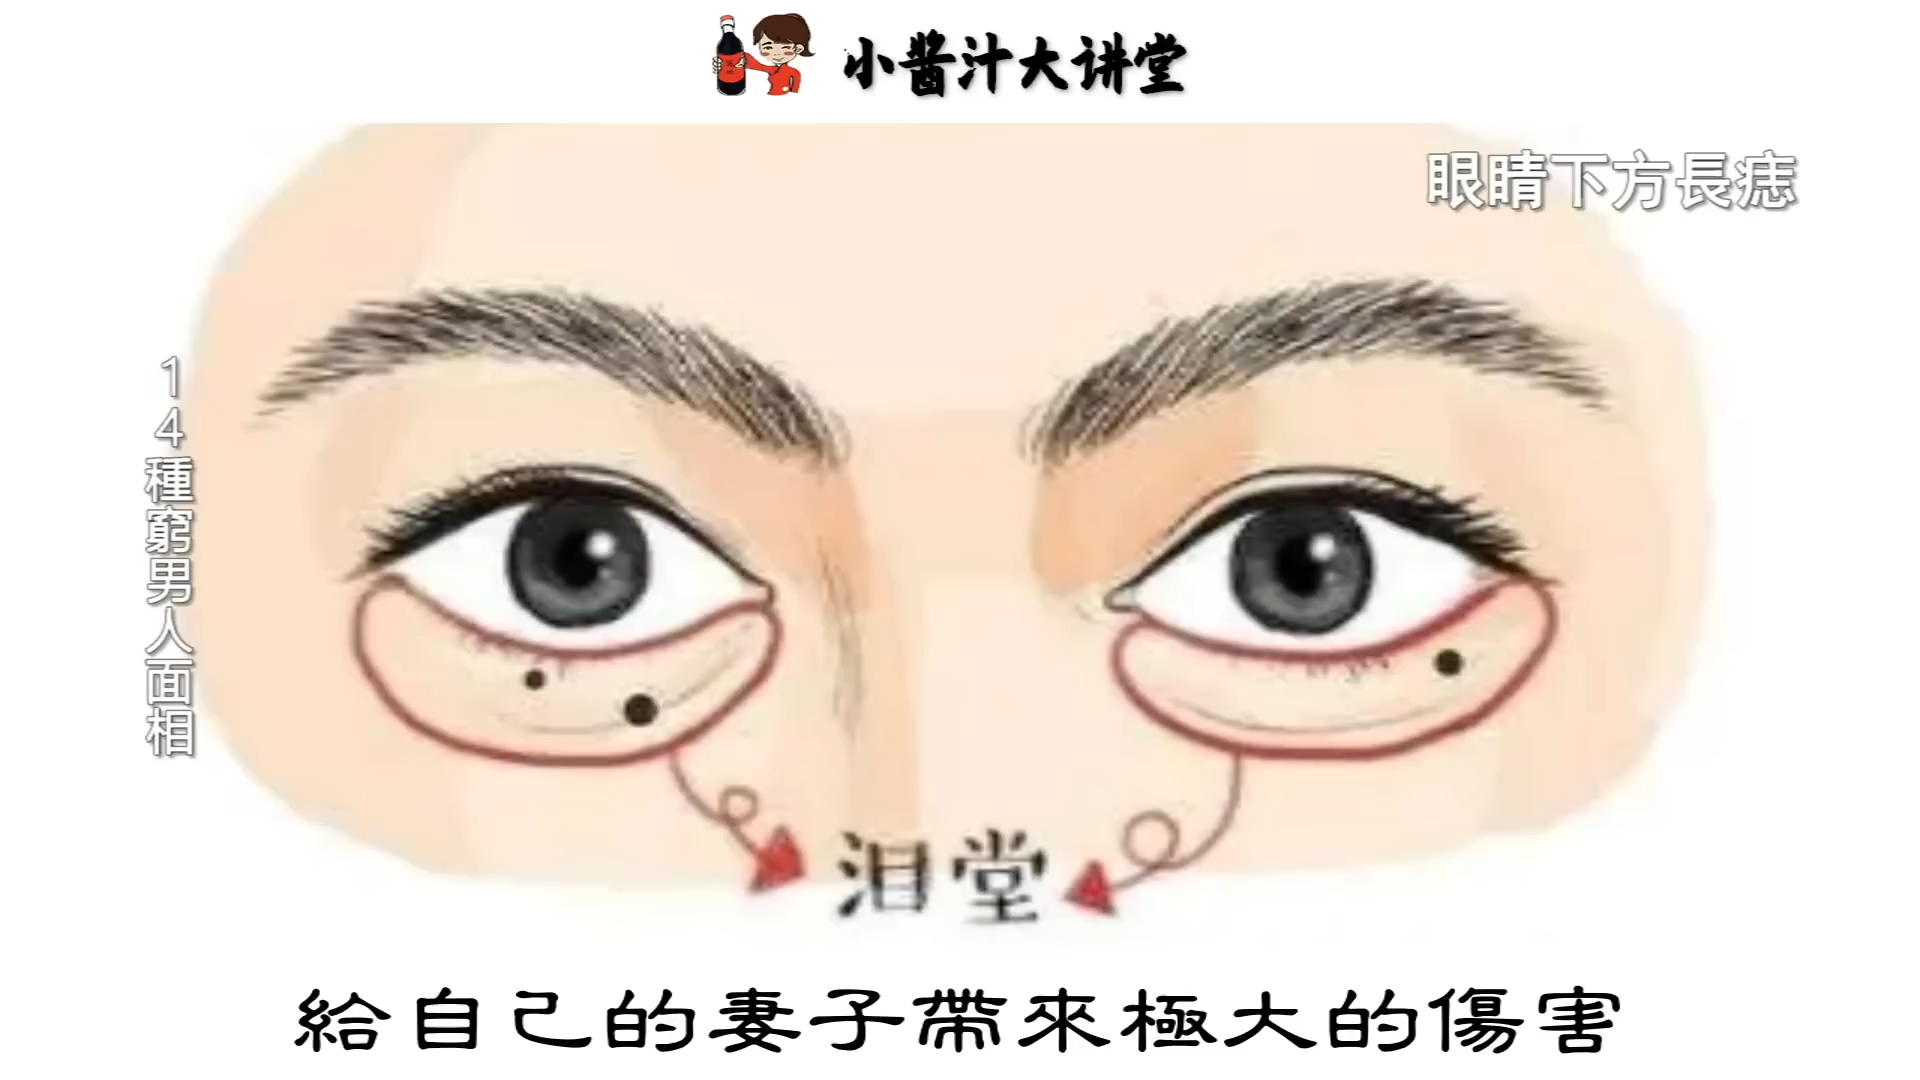 小酱汁大讲堂
眼睛下方長痣
14種窮男人面相
泪堂
給自己的妻子帶來極大的傷害